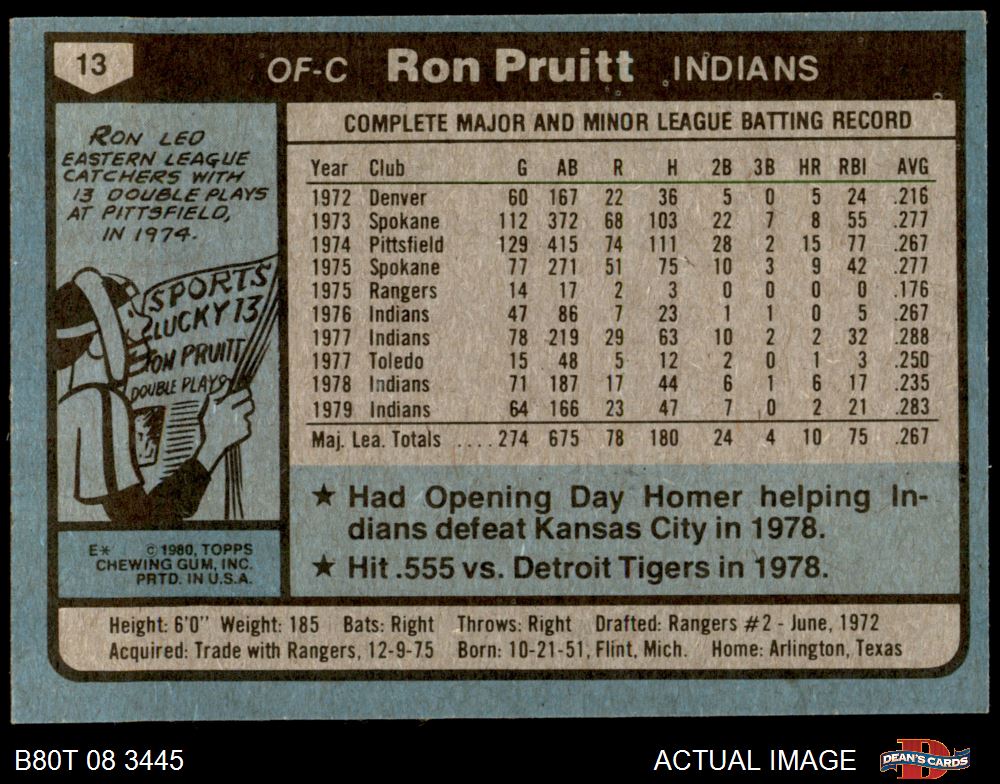 13
OF-C Ron Pruitt INDIANS
RON LED
EASTERN LEAGUE
CATCHERS WITH
13 DOUBLE PLAYS
AT PITTSFIELD,
IN 1974.
SPORTS
LUCKY 13
RON PRUITT
DOUBLE PLAYS
E* © 1980, TOPPS
CHEWING GUM, INC.
PRTD. IN U.S.A.
COMPLETE MAJOR AND MINOR LEAGUE BATTING RECORD
Year Club G AB R H 2B 3B HR RBI AVG
1972 Denver 60 167 22 36 5 0 5 24 .216
1973 Spokane 112 372 68 103 22 7 8 55 .277
1974 Pittsfield 129 415 74 111 28 2 15 77 .267
1975 Spokane 77 271 51 75 10 3 9 42 .277
1975 Rangers 14 17 2 3 0 0 0 0 .176
1976 Indians 47 86 7 23 1 1 0 5 .267
1977 Indians 78 219 29 63 10 2 2 32 .288
1977 Toledo 15 48 5 12 2 0 1 3 .250
1978 Indians 71 187 17 44 6 1 6 17 .235
1979 Indians 64 166 23 47 7 0 2 21 .283
Maj. Lea. Totals .... 274 675 78 180 24 4 10 75 .267
★ Had Opening Day Homer helping In-
dians defeat Kansas City in 1978.
★ Hit .555 vs. Detroit Tigers in 1978.
Height: 6'0" Weight: 185 Bats: Right Throws: Right Drafted: Rangers #2 - June, 1972
Acquired: Trade with Rangers, 12-9-75 Born: 10-21-51, Flint, Mich. Home: Arlington, Texas
B80T 08 3445
ACTUAL IMAGE
D
DEAN'S CARDS